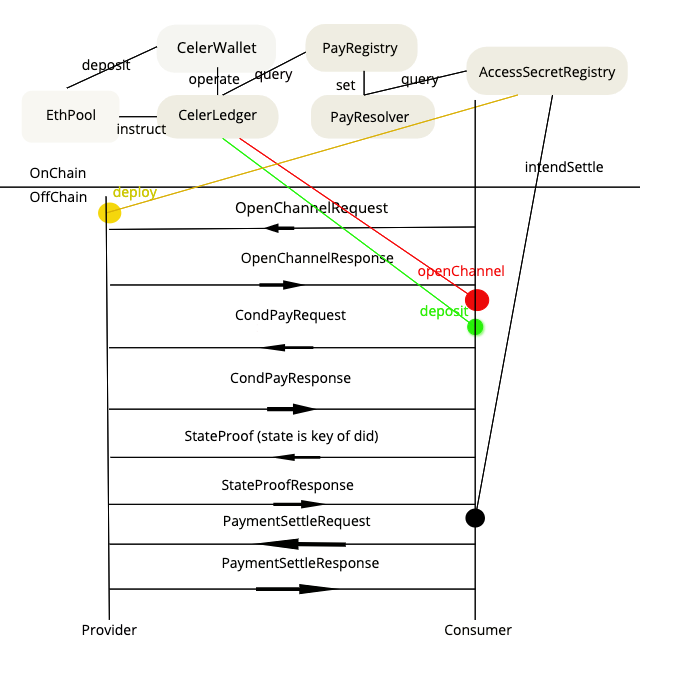 CelerWallet
PayRegistry
deposit
operate
query
set
query
AccessSecretRegistry
EthPool
CelerLedger
PayResolver
instruct
OnChain
intendSettle
OffChain
deploy
OpenChannelRequest
OpenChannelResponse
openChannel
deposit
CondPayRequest
CondPayResponse
StateProof (state is key of did)
StateProofResponse
PaymentSettleRequest
PaymentSettleResponse
Provider
Consumer